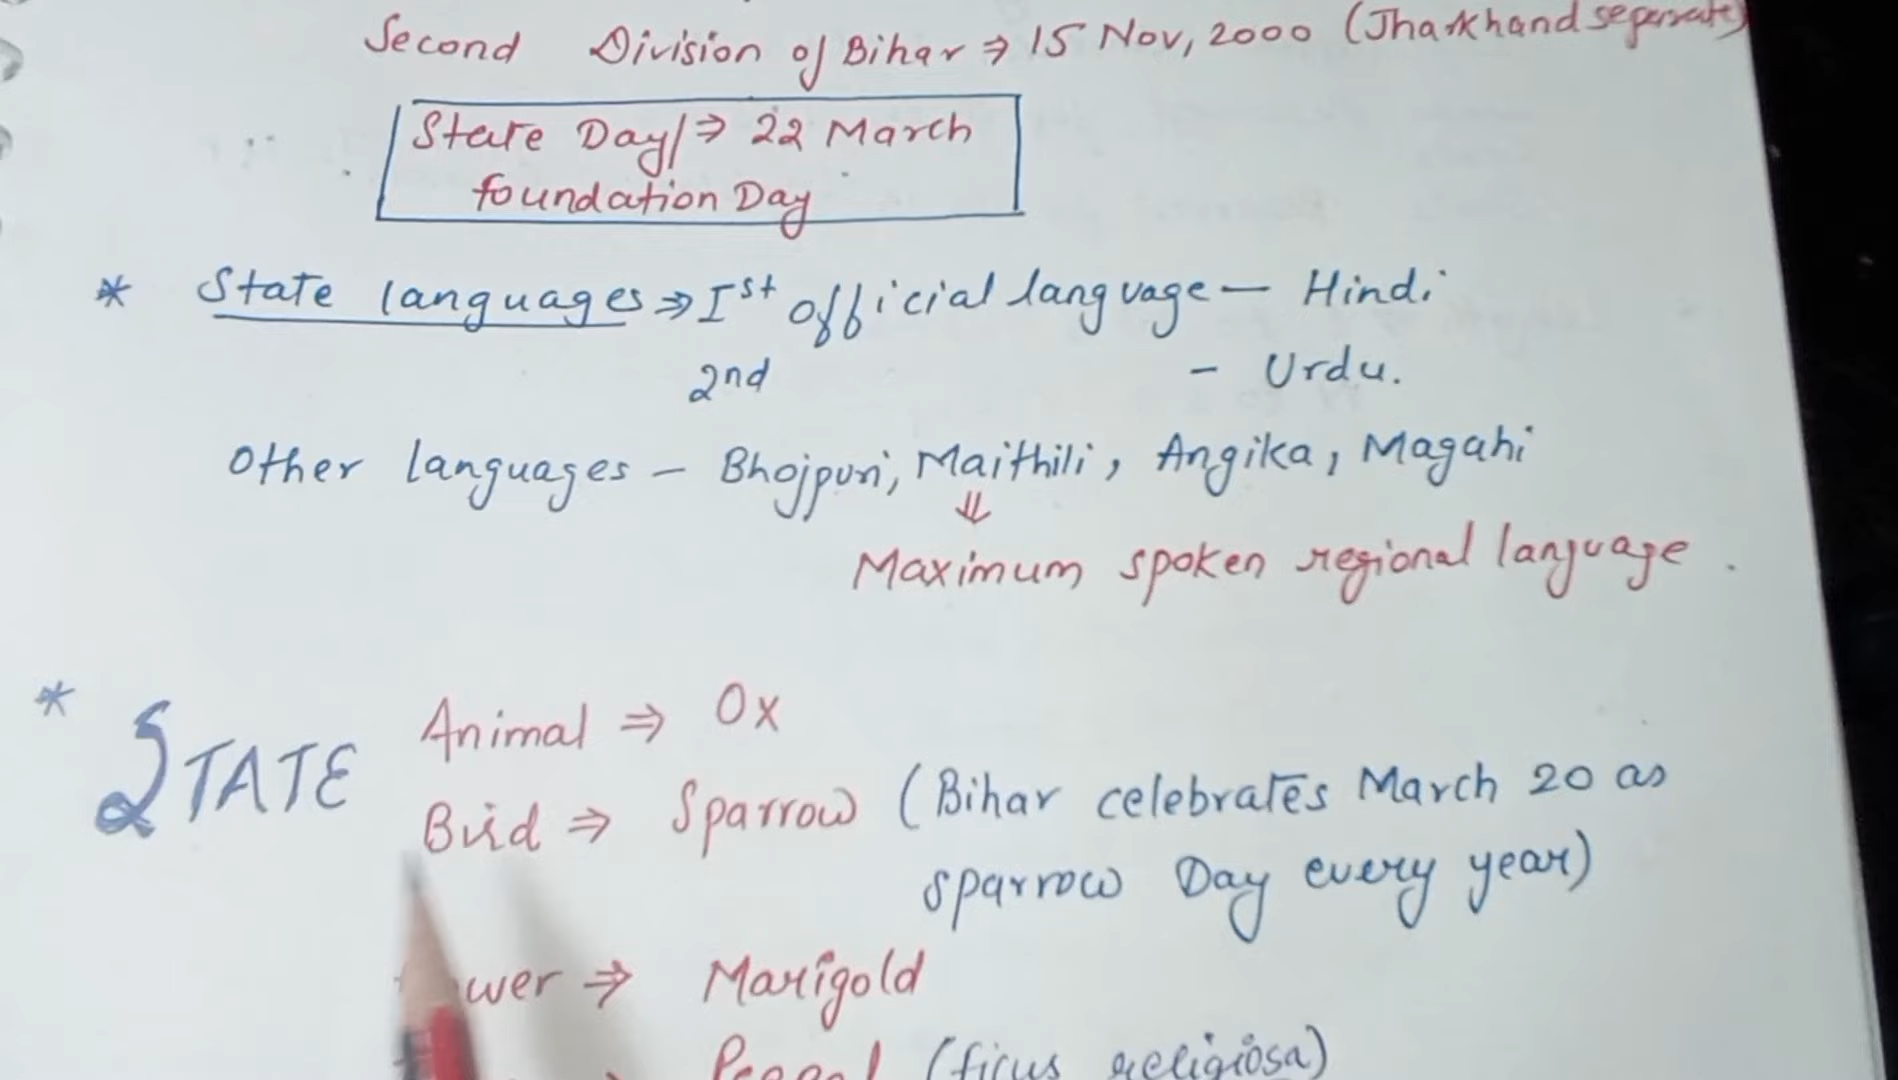 Second Division of Bihar ⇒ 15 Nov, 2000 (Jharkhand seperate)
State Day/⇒ 22 March
foundation Day
* State languages ⇒ Ist official language - Hindi
2nd - Urdu.
Other languages - Bhojpuri, Maithili, Angika, Magahi
⇓
Maximum spoken regional language.
* STATE Animal ⇒ Ox
Bird ⇒ Sparrow (Bihar celebrates March 20 as
sparrow Day every year)
⇒ Marigold
(ficus religiosa)